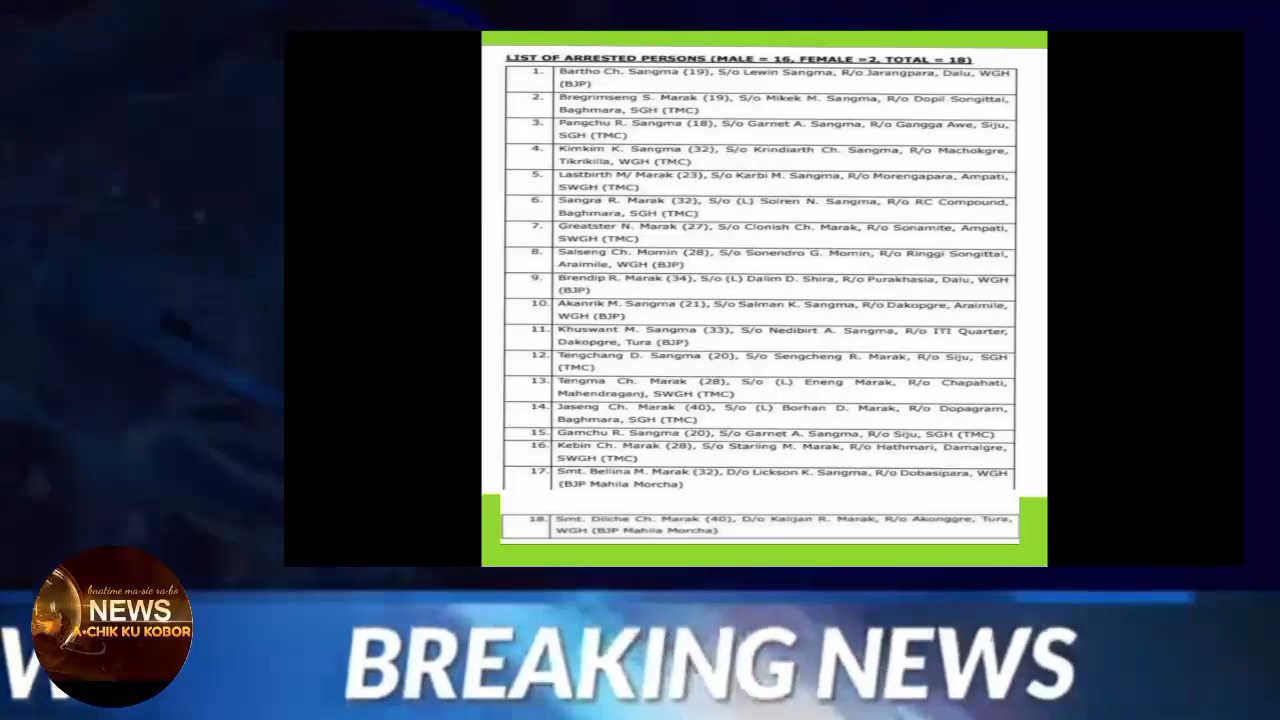 LIST OF ARRESTED PERSONS (MALE = 16, FEMALE =2, TOTAL = 18)
1. Bartho Ch. Sangma (19), S/o Lewin Sangma, R/o Jarangpara, Dalu, WGH
(BJP)
2. Bregrimseng S. Marak (19), S/o Mikek M. Sangma, R/o Dopil Songittal,
Baghmara, SGH (TMC)
3. Pangchu R. Sangma (18), S/o Garnet A. Sangma, R/o Gangga Awe, Siju,
SGH (TMC)
4. Kimkim K. Sangma (32), S/o Krindiarth Ch. Sangma, R/o Machokgre,
Tikrikilla, WGH (TMC)
5. Lastbirth M/ Marak (23), S/o Karbi M. Sangma, R/o Morengapara, Ampati,
SWGH (TMC)
6. Sangra R. Marak (32), S/o (L) Soiren N. Sangma, R/o RC Compound,
Baghmara, SGH (TMC)
7. Greatster N. Marak (27), S/o Clonish Ch. Marak, R/o Sonamite, Ampati,
SWGH (TMC)
8. Salseng Ch. Momin (28), S/o Sonendro G. Momin, R/o Ringgi Songittal,
Araimile, WGH (BJP)
9. Brendip R. Marak (34), S/o (L) Dalim D. Shira, R/o Purakhasia, Dalu, WGH
(BJP)
10. Akanrik M. Sangma (21), S/o Salman K. Sangma, R/o Dakopgre, Araimile,
WGH (BJP)
11. Khuswant M. Sangma (33), S/o Nedibirt A. Sangma, R/o ITI Quarter,
Dakopgre, Tura (BJP)
12. Tengchang D. Sangma (20), S/o Sengcheng R. Marak, R/o Siju, SGH
(TMC)
13. Tengma Ch. Marak (28), S/o (L) Eneng Marak, R/o Chapahati,
Mahendraganj, SWGH (TMC)
14. Jaseng Ch. Marak (40), S/o (L) Borhan D. Marak, R/o Dopagram,
Baghmara, SGH (TMC)
15. Gamchu R. Sangma (20), S/o Garnet A. Sangma, R/o Siju, SGH (TMC)
16. Kebin Ch. Marak (28), S/o Starling M. Marak, R/o Hathmari, Damalgre,
SWGH (TMC)
17. Smt. Bellina M. Marak (32), D/o Lickson K. Sangma, R/o Dobasipara, WGH
(BJP Mahila Morcha)
18. Smt. Dilche Ch. Marak (40), D/o Kalijan R. Marak, R/o Akonggre, Tura,
WGH (BJP Mahila Morcha)
knatime ma·sie ra·bo
NEWS
A·CHIK KU KOBOR
BREAKING NEWS